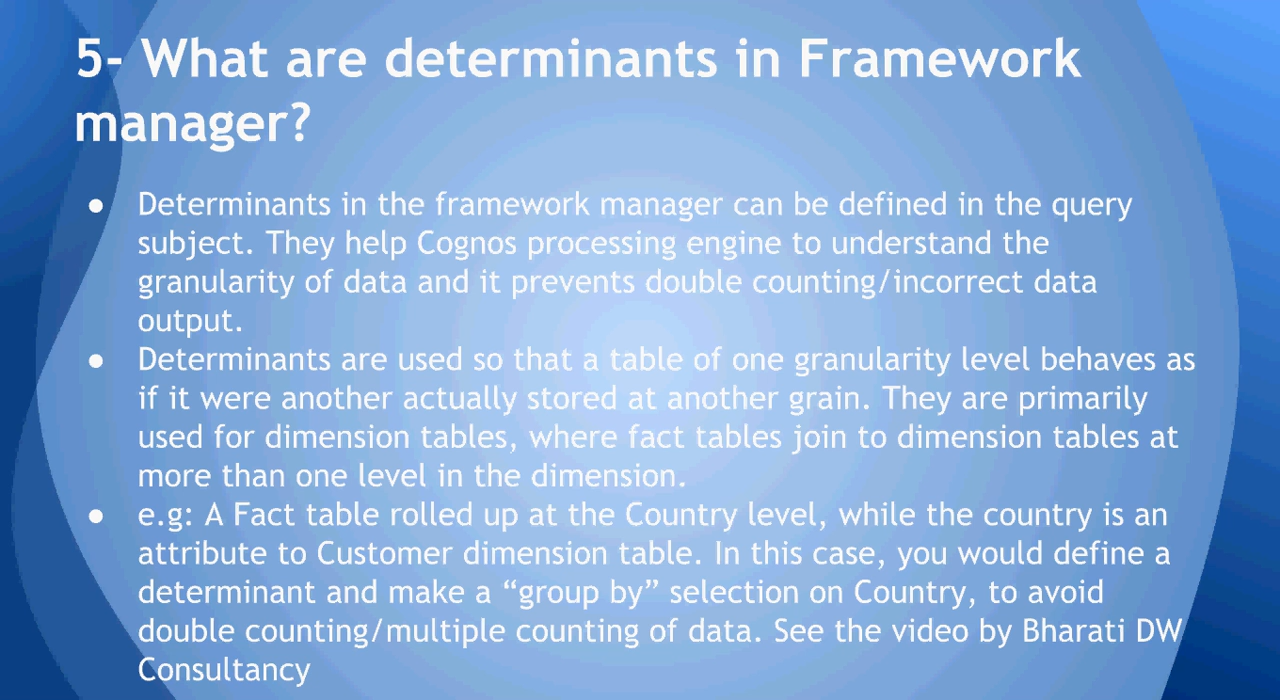 5- What are determinants in Framework
manager?
● Determinants in the framework manager can be defined in the query
subject. They help Cognos processing engine to understand the
granularity of data and it prevents double counting/incorrect data
output.
● Determinants are used so that a table of one granularity level behaves as
if it were another actually stored at another grain. They are primarily
used for dimension tables, where fact tables join to dimension tables at
more than one level in the dimension.
● e.g: A Fact table rolled up at the Country level, while the country is an
attribute to Customer dimension table. In this case, you would define a
determinant and make a “group by” selection on Country, to avoid
double counting/multiple counting of data. See the video by Bharati DW
Consultancy